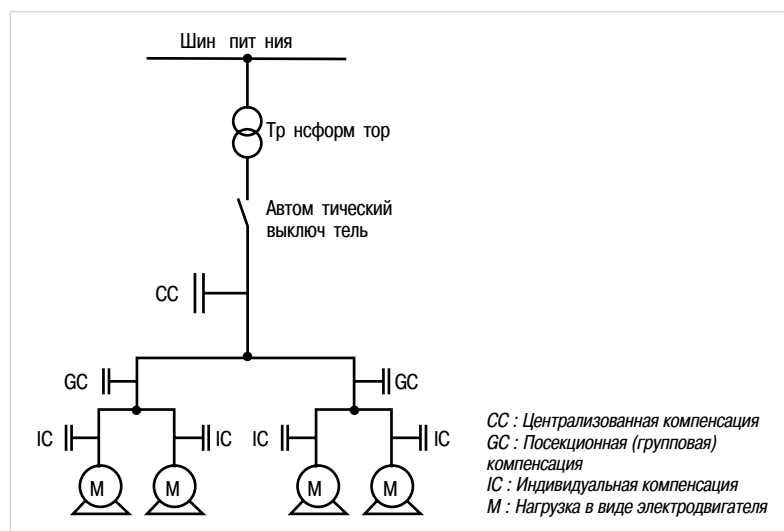 Шин пит ния
Тр нсформ тор
Автом тический
выключ тель
CC
GC
GC
IC
IC
IC
IC
M
M
M
M
CC : Централизованная компенсация
GC : Посекционная (групповая)
компенсация
IC : Индивидуальная компенсация
M : Нагрузка в виде электродвигателя